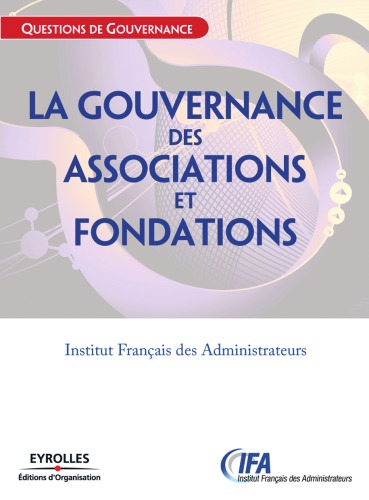 QUESTIONS DE GOUVERNANCE
LA GOUVERNANCE
DES
ASSOCIATIONS
ET
FONDATIONS
Institut Français des Administrateurs
EYROLLES
Éditions d'Organisation
IFA
Institut Français des Administrateurs